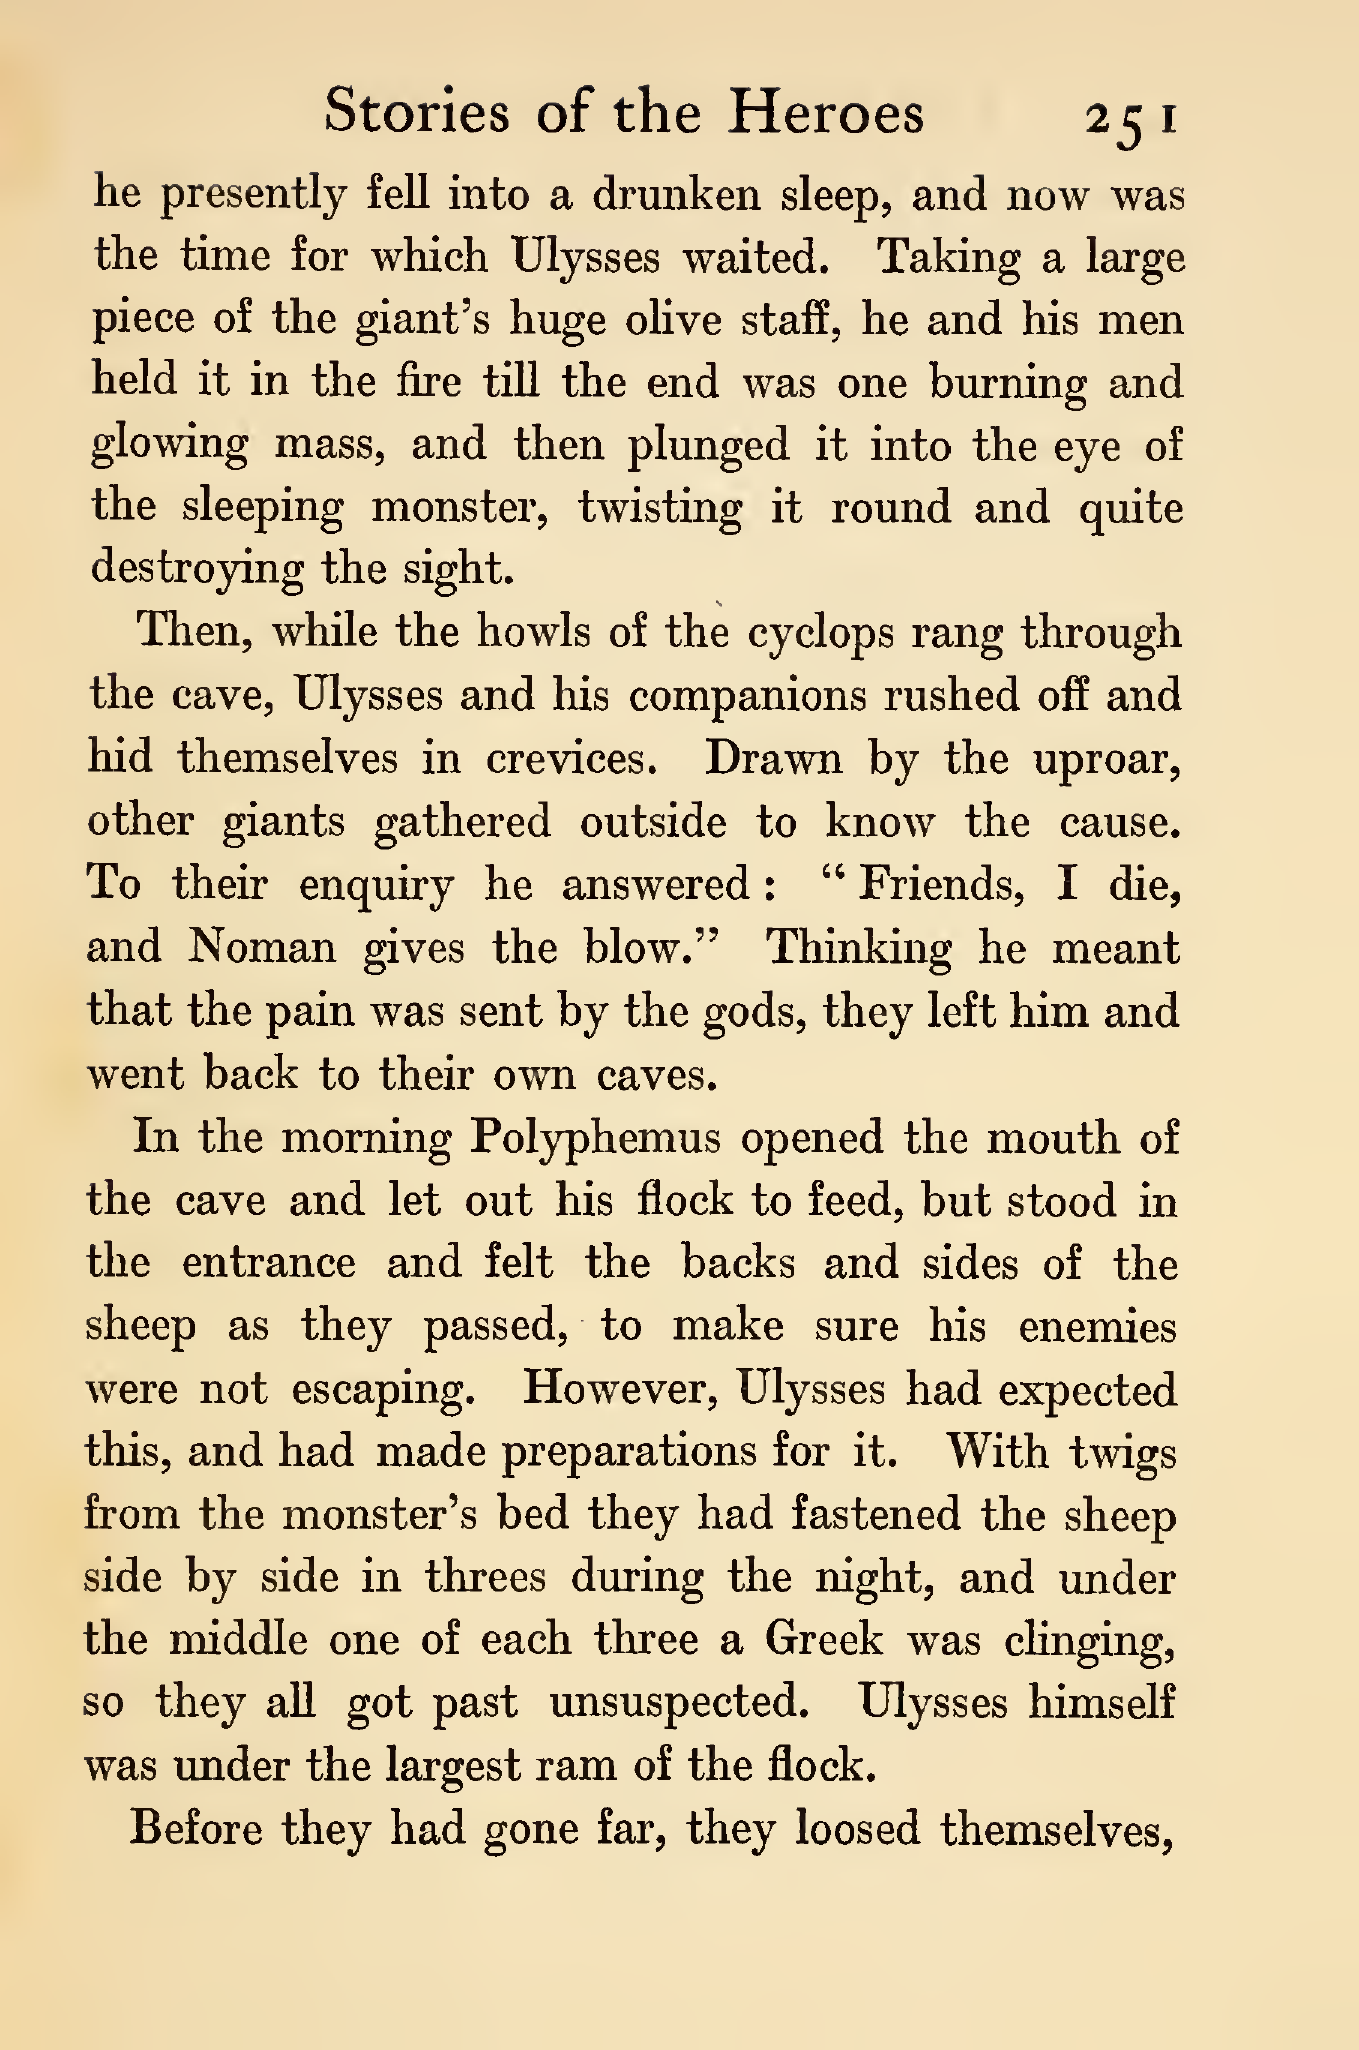 Stories of the Heroes 251
he presently fell into a drunken sleep, and now was
the time for which Ulysses waited. Taking a large
piece of the giant's huge olive staff, he and his men
held it in the fire till the end was one burning and
glowing mass, and then plunged it into the eye of
the sleeping monster, twisting it round and quite
destroying the sight.
Then, while the howls of the cyclops rang through
the cave, Ulysses and his companions rushed off and
hid themselves in crevices. Drawn by the uproar,
other giants gathered outside to know the cause.
To their enquiry he answered : “ Friends, I die,
and Noman gives the blow.” Thinking he meant
that the pain was sent by the gods, they left him and
went back to their own caves.
In the morning Polyphemus opened the mouth of
the cave and let out his flock to feed, but stood in
the entrance and felt the backs and sides of the
sheep as they passed, to make sure his enemies
were not escaping. However, Ulysses had expected
this, and had made preparations for it. With twigs
from the monster's bed they had fastened the sheep
side by side in threes during the night, and under
the middle one of each three a Greek was clinging,
so they all got past unsuspected. Ulysses himself
was under the largest ram of the flock.
Before they had gone far, they loosed themselves,